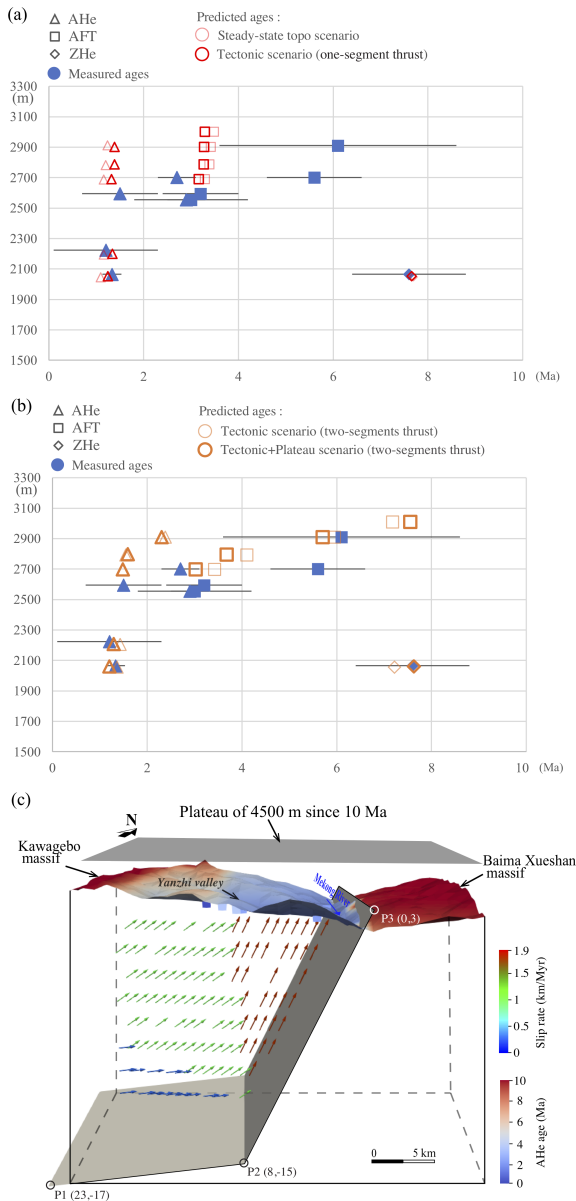 (a)
AHe
AFT
ZHe
Measured ages
Predicted ages :
Steady-state topo scenario
Tectonic scenario (one-segment thrust)
3300
(m)
3100
2900
2700
2500
2300
2100
1900
1700
1500
0 2 4 6 8 10 (Ma)
(b)
AHe
AFT
ZHe
Measured ages
Predicted ages :
Tectonic scenario (two-segments thrust)
Tectonic+Plateau scenario (two-segments thrust)
3300
(m)
3100
2900
2700
2500
2300
2100
1900
1700
1500
0 2 4 6 8 10 (Ma)
(c)
Plateau of 4500 m since 10 Ma
N
Kawagebo
massif
Baima Xueshan
massif
Yanzhi valley
Mekong River
P3 (0,3)
1.9
1.5
1
0.5
0
Slip rate (km/Myr)
10
8
6
4
2
0
AHe age (Ma)
0 5 km
P2 (8,-15)
P1 (23,-17)